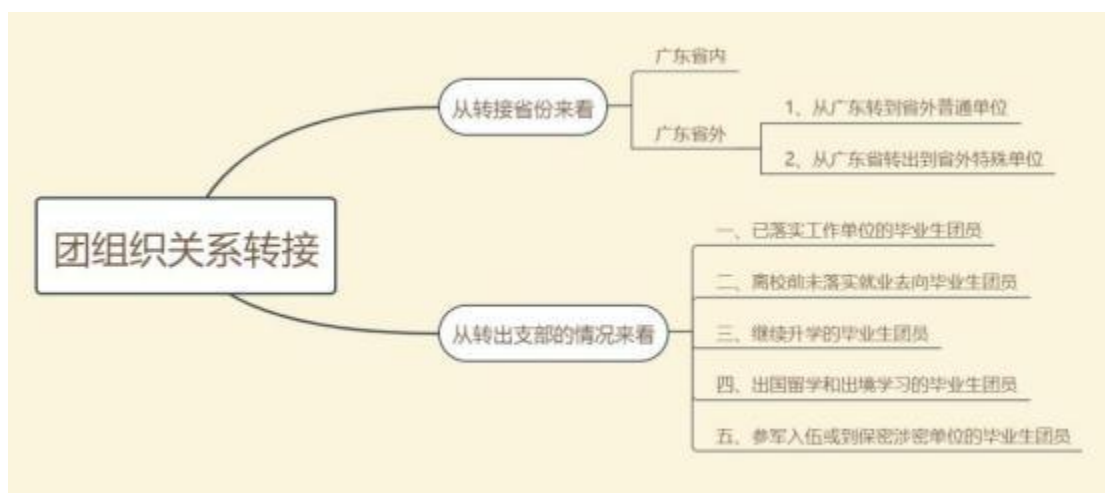 团组织关系转接
从转接省份来看
广东省内
广东省外
1、从广东转到省外普通单位
2、从广东省转出到省外特殊单位
从转出支部的情况来看
一、已落实工作单位的毕业生团员
二、离校前未落实就业去向毕业生团员
三、继续升学的毕业生团员
四、出国留学和出境学习的毕业生团员
五、参军入伍或到保密涉密单位的毕业生团员